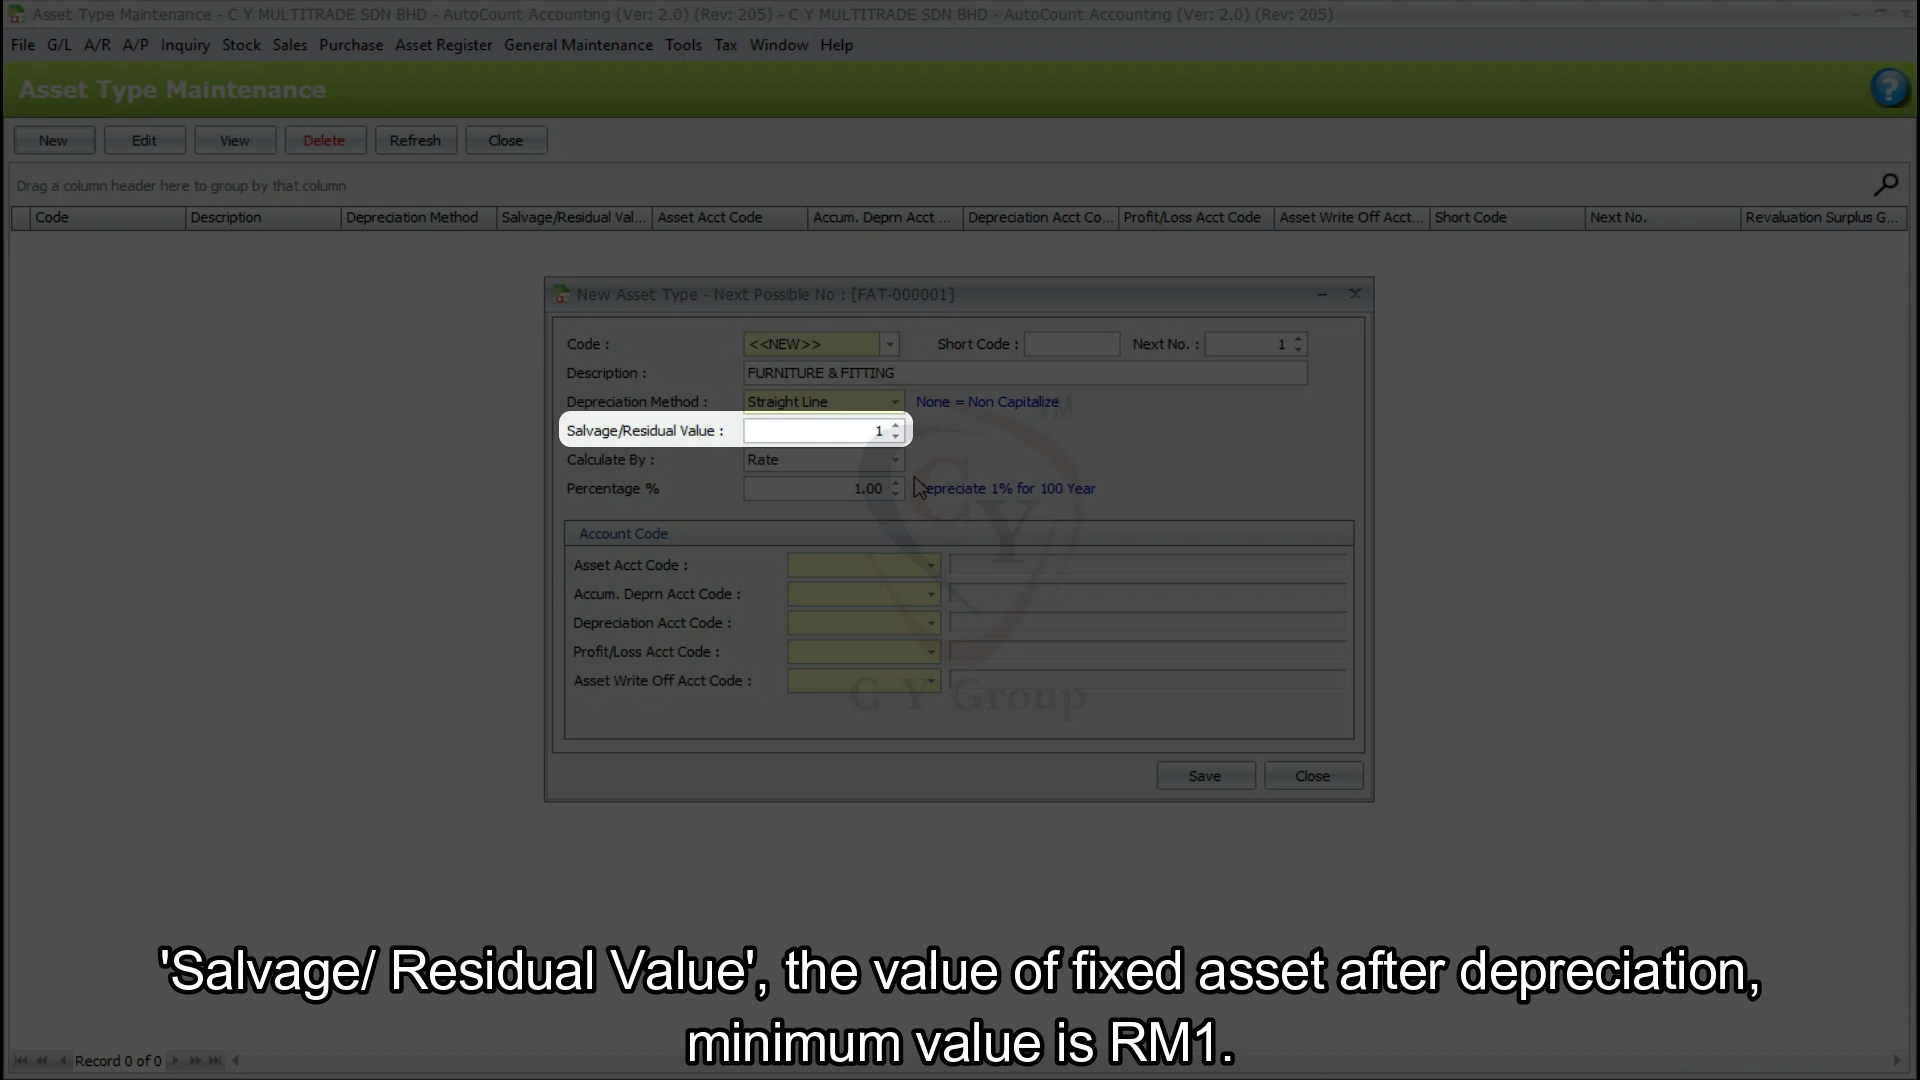 Asset Type Maintenance - C Y MULTITRADE SDN BHD - AutoCount Accounting (Ver: 2.0) (Rev: 205) - C Y MULTITRADE SDN BHD - AutoCount Accounting (Ver: 2.0) (Rev: 205)
File G/L A/R A/P Inquiry Stock Sales Purchase Asset Register General Maintenance Tools Tax Window Help
Asset Type Maintenance ?
New Edit View Delete Refresh Close
Drag a column header here to group by that column
Code Description Depreciation Method Salvage/Residual Val... Asset Acct Code Accum. Deprn Acct ... Depreciation Acct Co... Profit/Loss Acct Code Asset Write Off Acct... Short Code Next No. Revaluation Surplus G...
New Asset Type - Next Possible No : [FAT-000001]
Code : <<NEW>> Short Code : Next No. : 1
Description : FURNITURE & FITTING
Depreciation Method : Straight Line None = Non Capitalize
TM
Salvage/Residual Value : 1
Calculate By : Rate
Percentage % 1.00 epreciate 1% for 100 Year
C Y
Account Code
Asset Acct Code :
Accum. Deprn Acct Code :
Depreciation Acct Code :
Profit/Loss Acct Code :
Asset Write Off Acct Code :
C Y Group
Save Close
'Salvage/ Residual Value', the value of fixed asset after depreciation,
minimum value is RM1.
Record 0 of 0